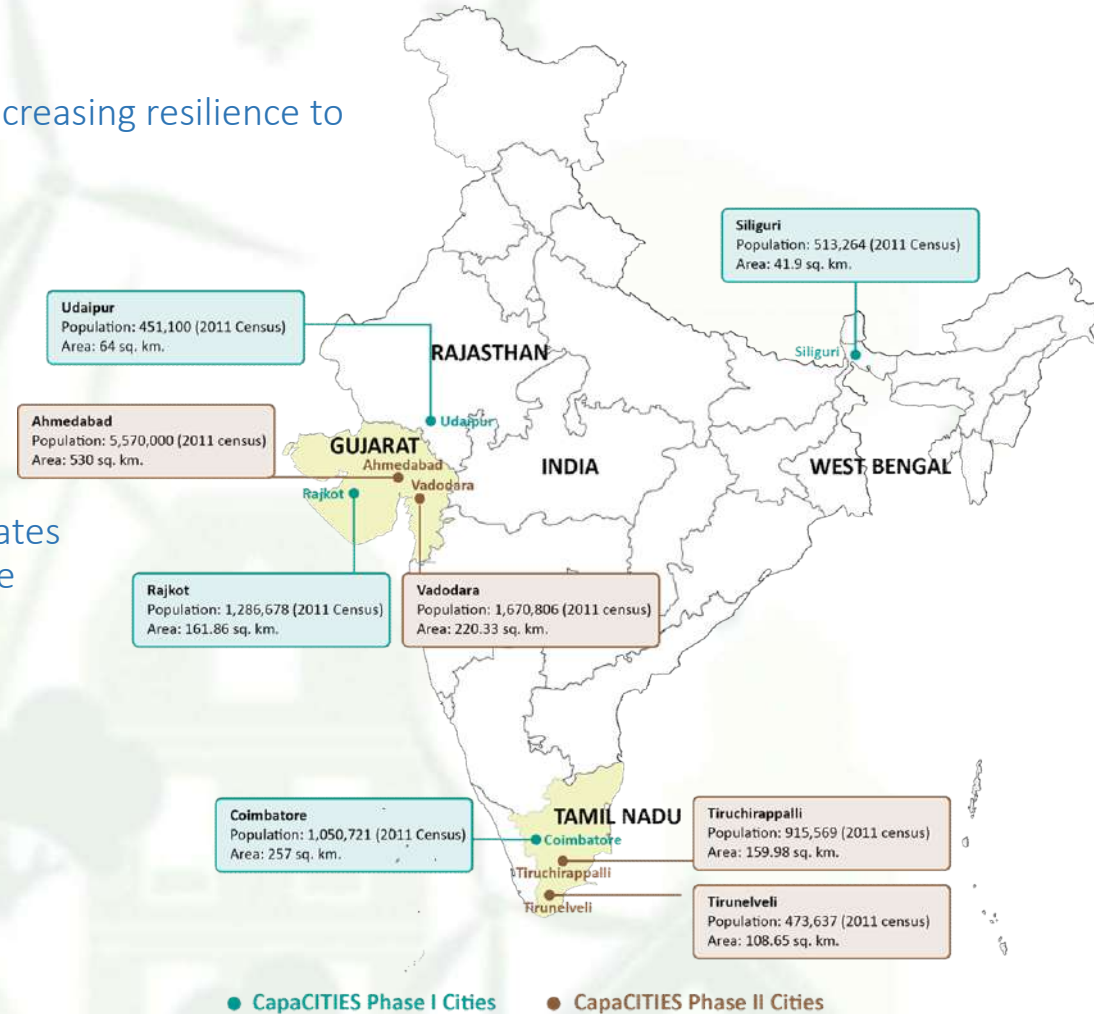 creasing resilience to
Siliguri
Population: 513,264 (2011 Census)
Area: 41.9 sq. km.
Udaipur
Population: 451,100 (2011 Census)
Area: 64 sq. km.
RAJASTHAN
Siliguri
Udaipur
Ahmedabad
Population: 5,570,000 (2011 census)
Area: 530 sq. km.
GUJARAT
Ahmedabad
Vadodara
Rajkot
INDIA
WEST BENGAL
ates
e
Rajkot
Population: 1,286,678 (2011 Census)
Area: 161.86 sq. km.
Vadodara
Population: 1,670,806 (2011 census)
Area: 220.33 sq. km.
Coimbatore
Population: 1,050,721 (2011 Census)
Area: 257 sq. km.
TAMIL NADU
Coimbatore
Tiruchirappalli
Tirunelveli
Tiruchirappalli
Population: 915,569 (2011 census)
Area: 159.98 sq. km.
Tirunelveli
Population: 473,637 (2011 census)
Area: 108.65 sq. km.
CapaCITIES Phase I Cities
CapaCITIES Phase II Cities